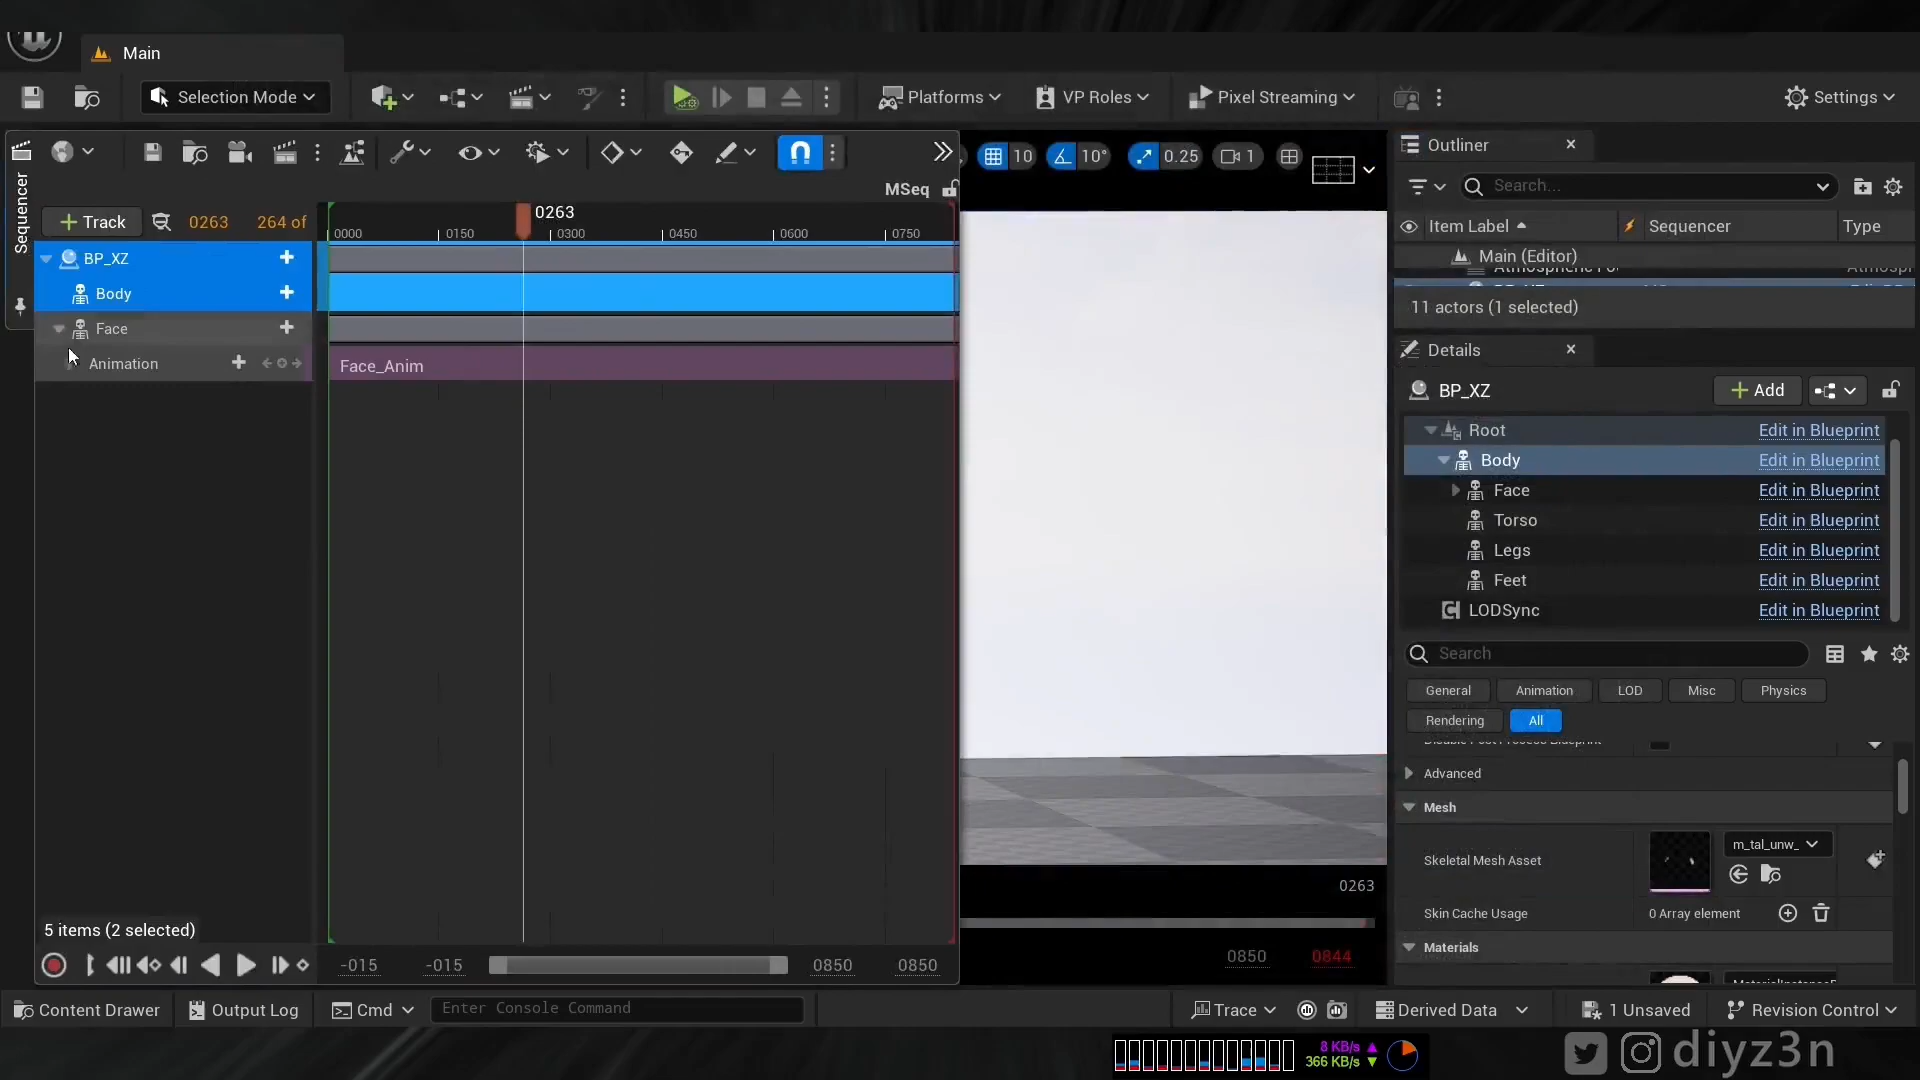 Main
Selection Mode
Platforms
VP Roles
Pixel Streaming
Settings
Sequencer
10
10°
0.25
1
MSeq
Track
0263
264 of
0263
0000
0150
0300
0450
0600
0750
BP_XZ
Body
Face
Animation
Face_Anim
5 items (2 selected)
-015
-015
0850
0850
0263
0850
0844
Outliner
Search...
Item Label
Sequencer
Type
Main (Editor)
11 actors (1 selected)
Details
BP_XZ
Add
Root
Edit in Blueprint
Body
Edit in Blueprint
Face
Edit in Blueprint
Torso
Edit in Blueprint
Legs
Edit in Blueprint
Feet
Edit in Blueprint
LODSync
Edit in Blueprint
Search
General
Animation
LOD
Misc
Physics
Rendering
All
Advanced
Mesh
Skeletal Mesh Asset
m_tal_unw_
Skin Cache Usage
0 Array element
Materials
Content Drawer
Output Log
Cmd
Enter Console Command
Trace
Derived Data
1 Unsaved
Revision Control
8 KB/s
366 KB/s
diyz3n